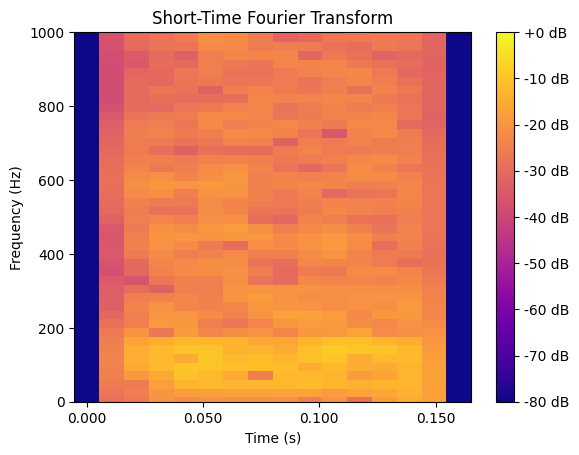 Short-Time Fourier Transform
1000
800
600
400
200
0
Frequency (Hz)
0.000
0.050
0.100
0.150
Time (s)
+0 dB
-10 dB
-20 dB
-30 dB
-40 dB
-50 dB
-60 dB
-70 dB
-80 dB